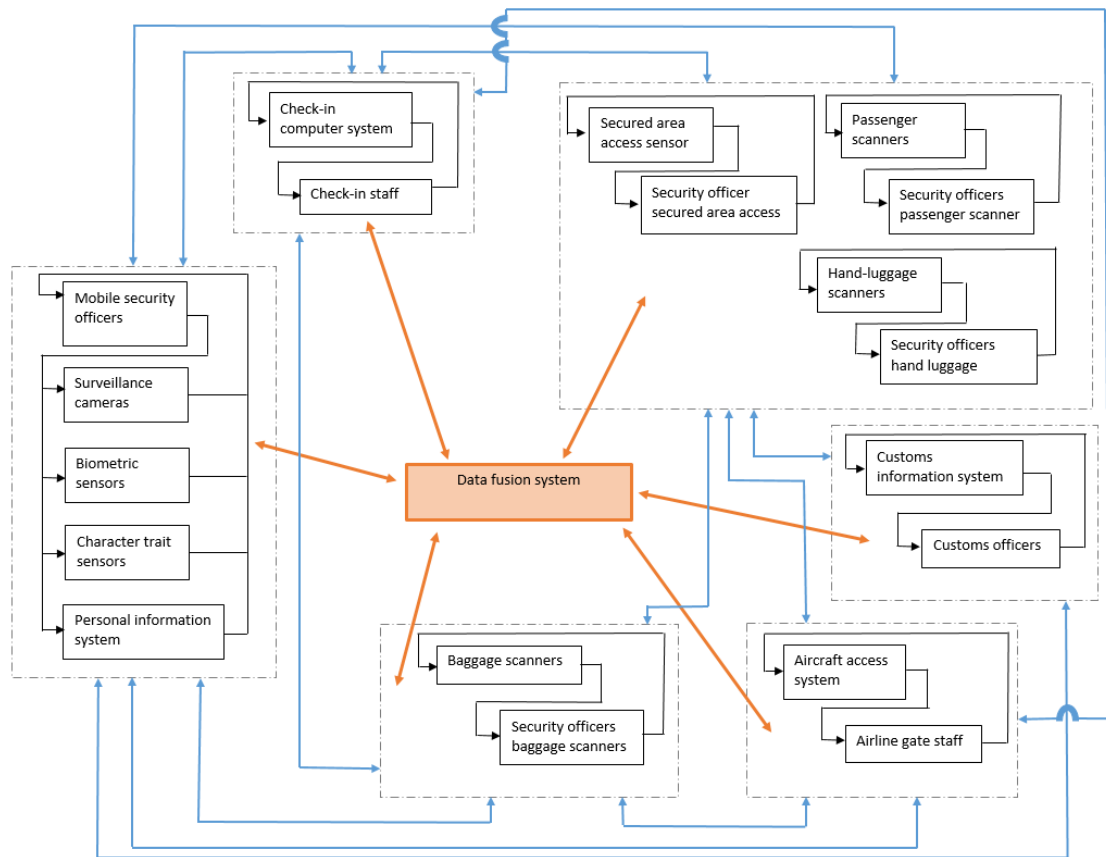 Check-in
computer system
Check-in staff
Secured area
access sensor
Security officer
secured area access
Passenger
scanners
Security officers
passenger scanner
Hand-luggage
scanners
Security officers
hand luggage
Mobile security
officers
Surveillance
cameras
Biometric
sensors
Character trait
sensors
Personal information
system
Data fusion system
Customs
information system
Customs officers
Baggage scanners
Security officers
baggage scanners
Aircraft access
system
Airline gate staff